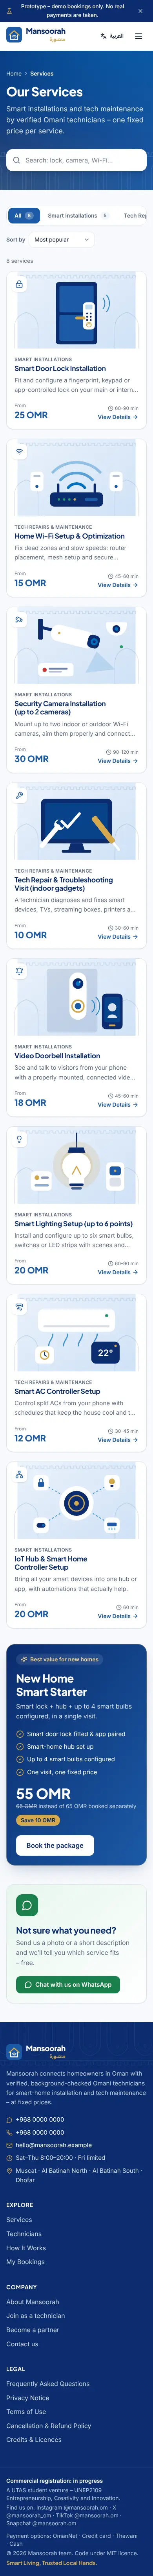 Prototype – demo bookings only. No real
payments are taken.
Mansoorah
منصورة
العربية
Home > Services
Our Services
Smart installations and tech maintenance
by verified Omani technicians – one fixed
price per service.
Search: lock, camera, Wi-Fi...
All 8
Smart Installations 5
Tech Rep
Sort by
Most popular
8 services
SMART INSTALLATIONS
Smart Door Lock Installation
Fit and configure a fingerprint, keypad or
app-controlled lock on your main or intern...
From
25 OMR
60–90 min
View Details →
TECH REPAIRS & MAINTENANCE
Home Wi-Fi Setup & Optimization
Fix dead zones and slow speeds: router
placement, mesh setup and secure...
From
15 OMR
45–60 min
View Details →
SMART INSTALLATIONS
Security Camera Installation
(up to 2 cameras)
Mount up to two indoor or outdoor Wi-Fi
cameras, aim them properly and connect...
From
30 OMR
90–120 min
View Details →
TECH REPAIRS & MAINTENANCE
Tech Repair & Troubleshooting
Visit (indoor gadgets)
A technician diagnoses and fixes smart
devices, TVs, streaming boxes, printers a...
From
10 OMR
30–60 min
View Details →
SMART INSTALLATIONS
Video Doorbell Installation
See and talk to visitors from your phone
with a properly mounted, connected vide...
From
18 OMR
45–60 min
View Details →
SMART INSTALLATIONS
Smart Lighting Setup (up to 6 points)
Install and configure up to six smart bulbs,
switches or LED strips with scenes and...
From
20 OMR
60–90 min
View Details →
22°
TECH REPAIRS & MAINTENANCE
Smart AC Controller Setup
Control split ACs from your phone with
schedules that keep the house cool and t...
From
12 OMR
30–45 min
View Details →
SMART INSTALLATIONS
IoT Hub & Smart Home
Controller Setup
Bring all your smart devices into one hub or
app, with automations that actually help.
From
20 OMR
60 min
View Details →
Best value for new homes
New Home
Smart Starter
Smart lock + hub + up to 4 smart bulbs
configured, in a single visit.
Smart door lock fitted & app paired
Smart-home hub set up
Up to 4 smart bulbs configured
One visit, one fixed price
55 OMR
65 OMR instead of 65 OMR booked separately
Save 10 OMR
Book the package
Not sure what you need?
Send us a photo or a short description
and we'll tell you which service fits
– free.
Chat with us on WhatsApp
Mansoorah
منصورة
Mansoorah connects homeowners in Oman with
verified, background-checked Omani technicians
for smart-home installation and tech maintenance
– at fixed prices.
+968 0000 0000
+968 0000 0000
hello@mansoorah.example
Sat–Thu 8:00–20:00 · Fri limited
Muscat · Al Batinah North · Al Batinah South ·
Dhofar
EXPLORE
Services
Technicians
How It Works
My Bookings
COMPANY
About Mansoorah
Join as a technician
Become a partner
Contact us
LEGAL
Frequently Asked Questions
Privacy Notice
Terms of Use
Cancellation & Refund Policy
Credits & Licences
Commercial registration: in progress
A UTAS student venture – UNEP2109
Entrepreneurship, Creativity and Innovation.
Find us on: Instagram @mansoorah.om · X
@mansoorah_om · TikTok @mansoorah.om ·
Snapchat @mansoorah.om
Payment options: OmanNet · Credit card · Thawani
· Cash
© 2026 Mansoorah team. Code under MIT licence.
Smart Living, Trusted Local Hands.